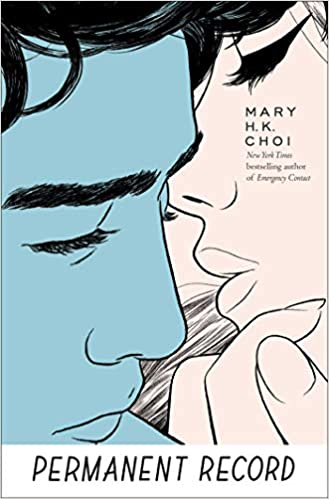 MARY
H. K.
CHOI
New York Times
bestselling author
of Emergency Contact
PERMANENT RECORD